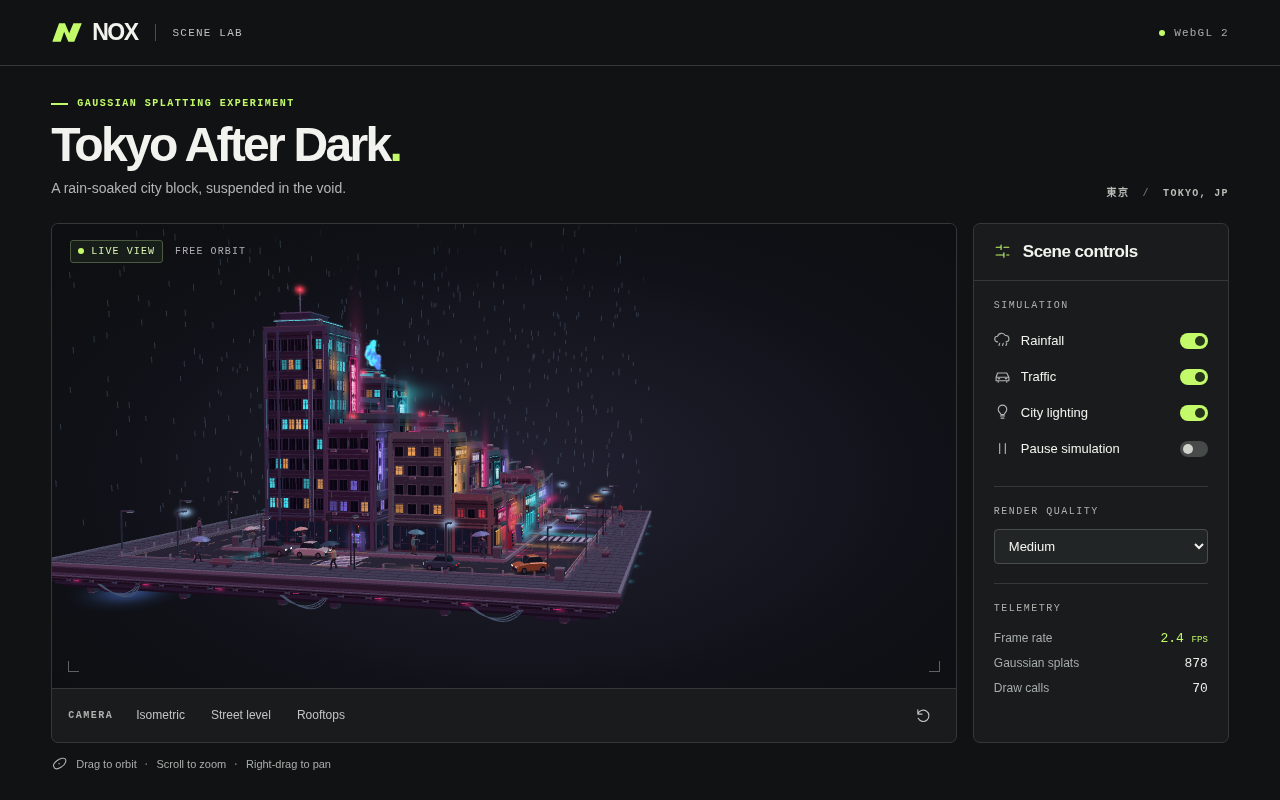 NOX
SCENE LAB
WebGL 2
GAUSSIAN SPLATTING EXPERIMENT
Tokyo After Dark.
A rain-soaked city block, suspended in the void.
東京 / TOKYO, JP
LIVE VIEW
FREE ORBIT
Scene controls
SIMULATION
Rainfall
Traffic
City lighting
Pause simulation
RENDER QUALITY
Medium
TELEMETRY
Frame rate 2.4 FPS
Gaussian splats 878
Draw calls 70
CAMERA Isometric Street level Rooftops
Drag to orbit · Scroll to zoom · Right-drag to pan